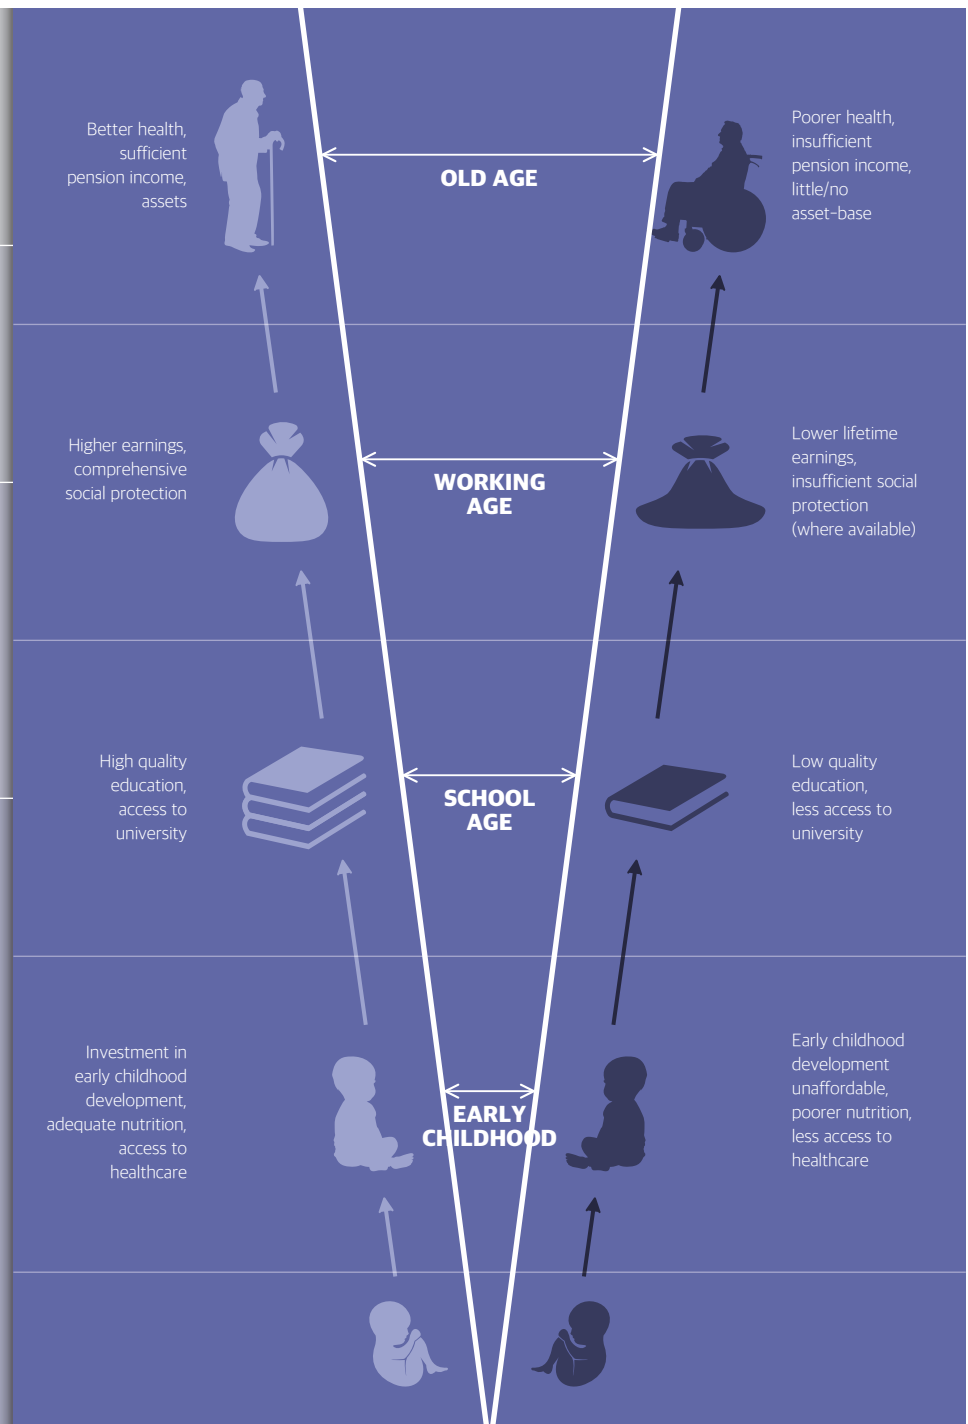 Better health,
sufficient
pension income,
assets
OLD AGE
Poorer health,
insufficient
pension income,
little/no
asset-base
Higher earnings,
comprehensive
social protection
WORKING
AGE
Lower lifetime
earnings,
insufficient social
protection
(where available)
High quality
education,
access to
university
SCHOOL
AGE
Low quality
education,
less access to
university
Investment in
early childhood
development,
adequate nutrition,
access to
healthcare
EARLY
CHILDHOOD
Early childhood
development
unaffordable,
poorer nutrition,
less access to
healthcare